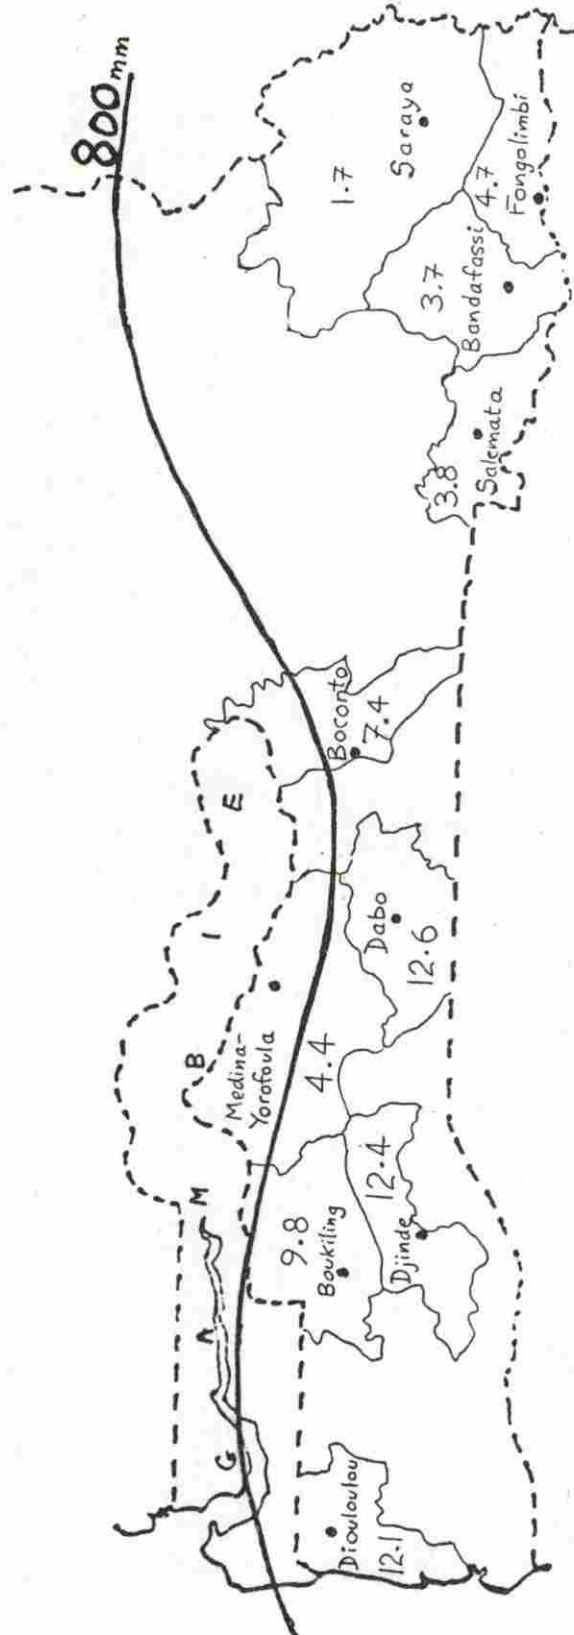 800mm
G A M B I E
Medina-
Yorofoula
4.4
9.8
Boukiling
12.4
Djinde
Diouloulou
12.1
Dabo
12.6
Boconto
7.4
3.8
Salemata
3.7
Bandafassi
1.7
Saraya
4.7
Fongolimbi